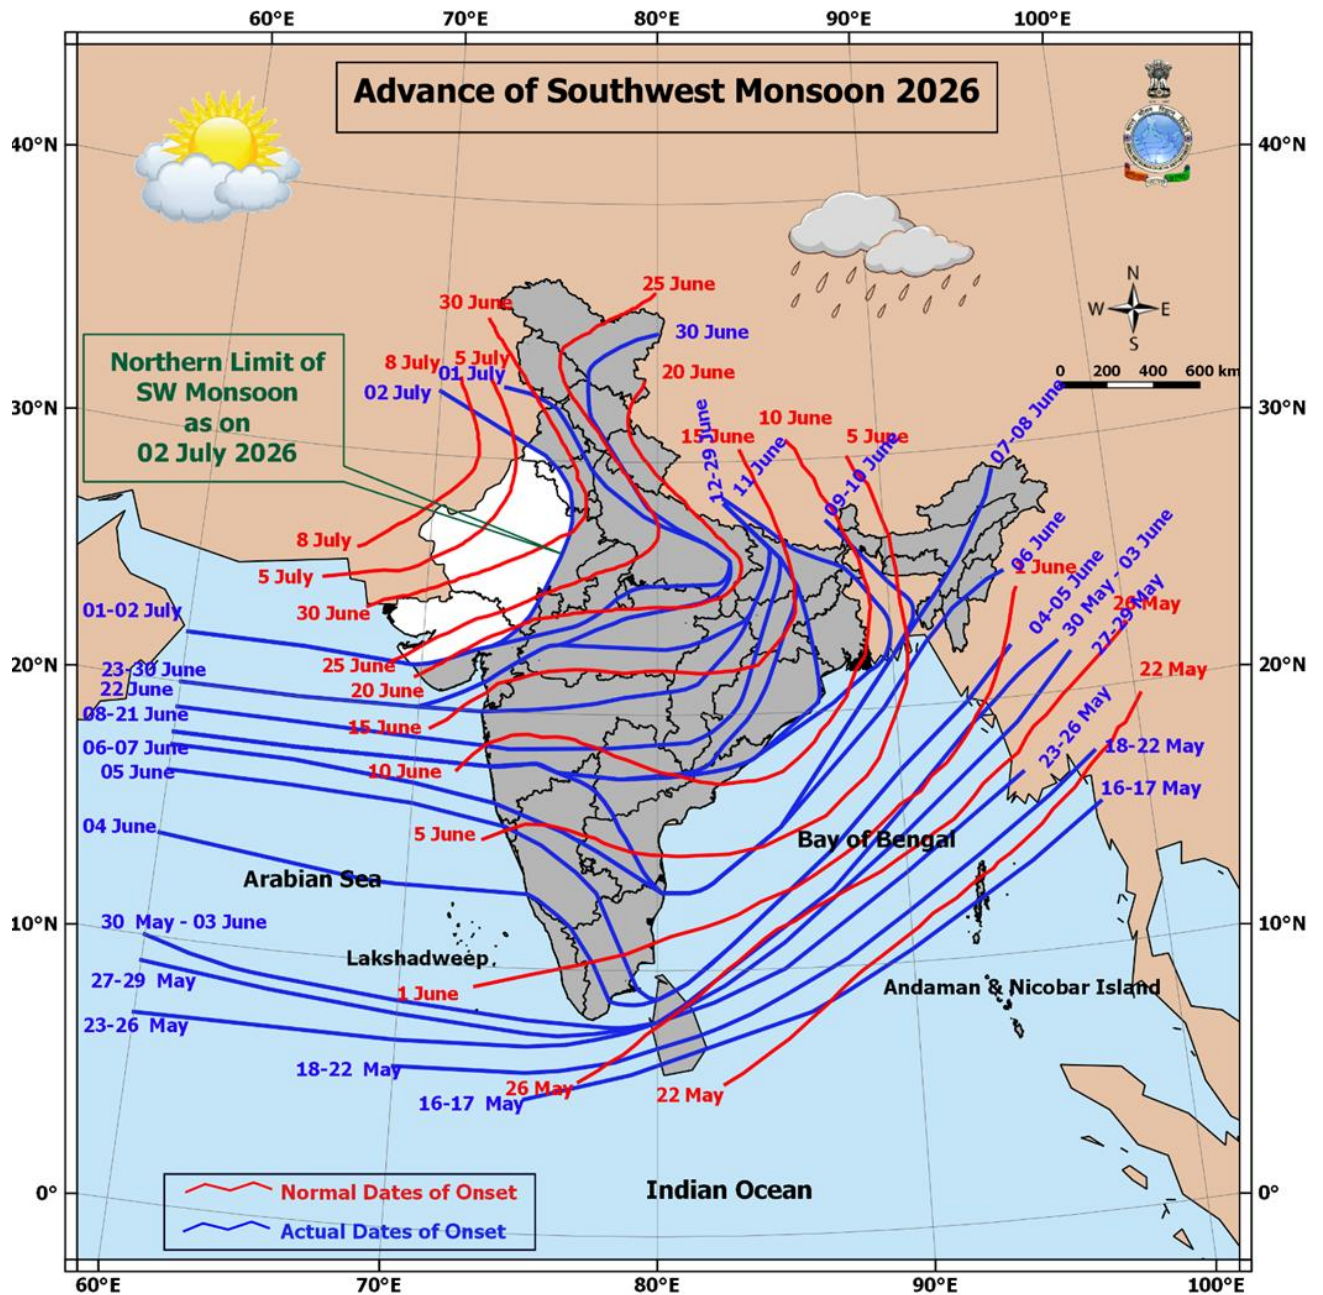 60°E 70°E 80°E 90°E 100°E
Advance of Southwest Monsoon 2026
40°N 40°N
N
W E
S
0 200 400 600 km
25 June
30 June
30 June
8 July 5 July
01 July
02 July
20 June
Northern Limit of
SW Monsoon
as on
02 July 2026
30°N 30°N
10 June
15 June
5 June
12-29 June
11 June
09-10 June
07-08 June
8 July
5 July
30 June
06 June
1 June
04-05 June
30 May - 03 June
26 May
27-29 May
01-02 July
20°N 20°N
25 June
22 May
23-30 June
22 June
20 June
08-21 June
15 June
23-26 May
06-07 June
18-22 May
05 June
10 June
16-17 May
04 June
5 June
Bay of Bengal
Arabian Sea
10°N 10°N
30 May - 03 June
Lakshadweep
27-29 May
1 June
Andaman & Nicobar Island
23-26 May
18-22 May
26 May
22 May
16-17 May
0° 0°
Indian Ocean
Normal Dates of Onset
Actual Dates of Onset
60°E 70°E 80°E 90°E 100°E